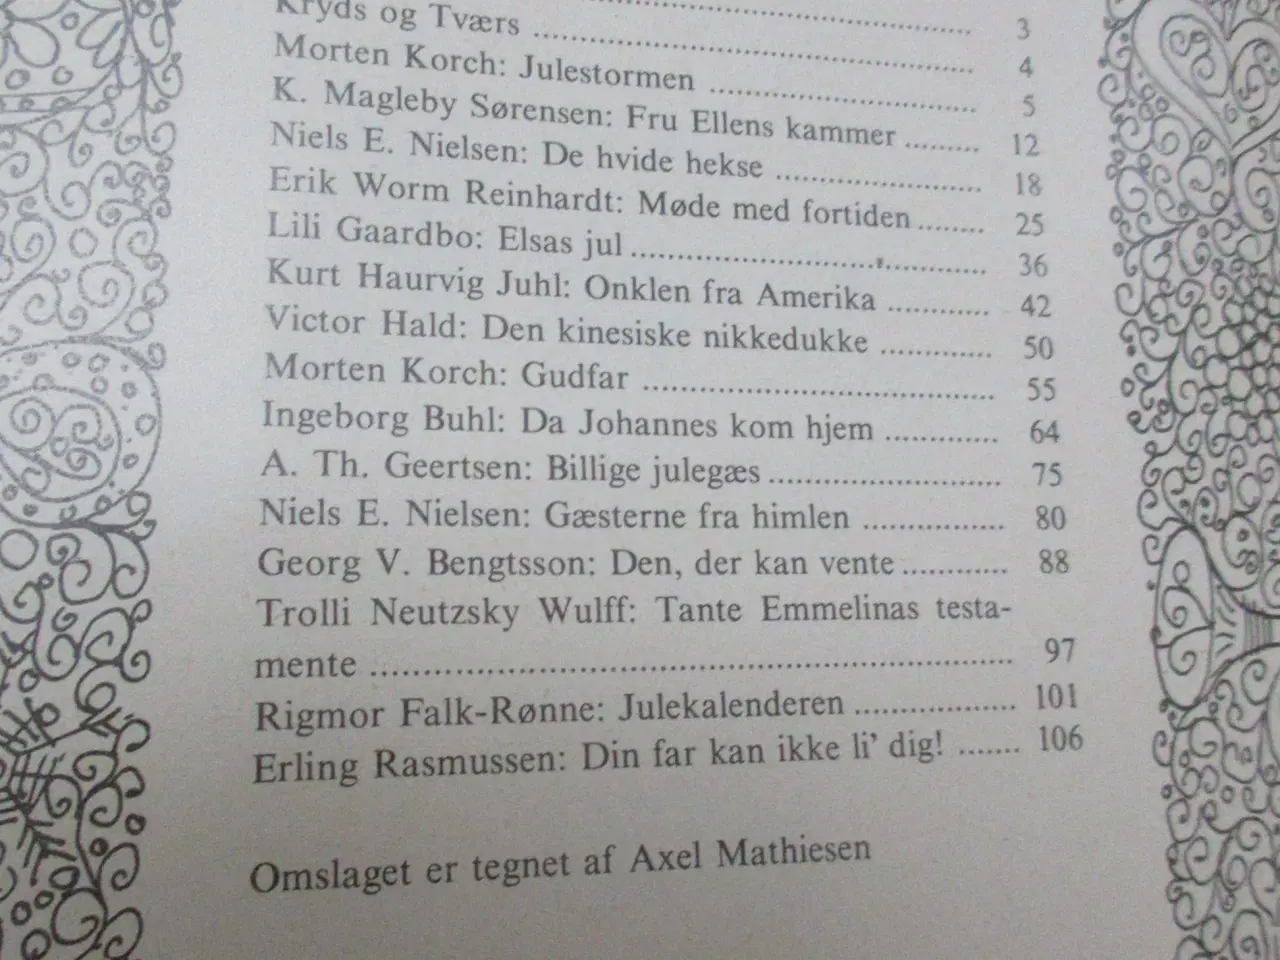 3
Kryds og Tværs ........................ 4
Morten Korch: Julestormen ........................ 5
K. Magleby Sørensen: Fru Ellens kammer ........ 12
Niels E. Nielsen: De hvide hekse ........................ 18
Erik Worm Reinhardt: Møde med fortiden ........ 25
Lili Gaardbo: Elsas jul ........................ 36
Kurt Haurvig Juhl: Onklen fra Amerika ............ 42
Victor Hald: Den kinesiske nikkedukke ............ 50
Morten Korch: Gudfar ........................ 55
Ingeborg Buhl: Da Johannes kom hjem ............ 64
A. Th. Geertsen: Billige julegæs ........................ 75
Niels E. Nielsen: Gæsterne fra himlen ............... 80
Georg V. Bengtsson: Den, der kan vente ............ 88
Trolli Neutzsky Wulff: Tante Emmelinas testa-
mente ........................ 97
Rigmor Falk-Rønne: Julekalenderen ................. 101
Erling Rasmussen: Din far kan ikke li' dig! ....... 106
Omslaget er tegnet af Axel Mathiesen